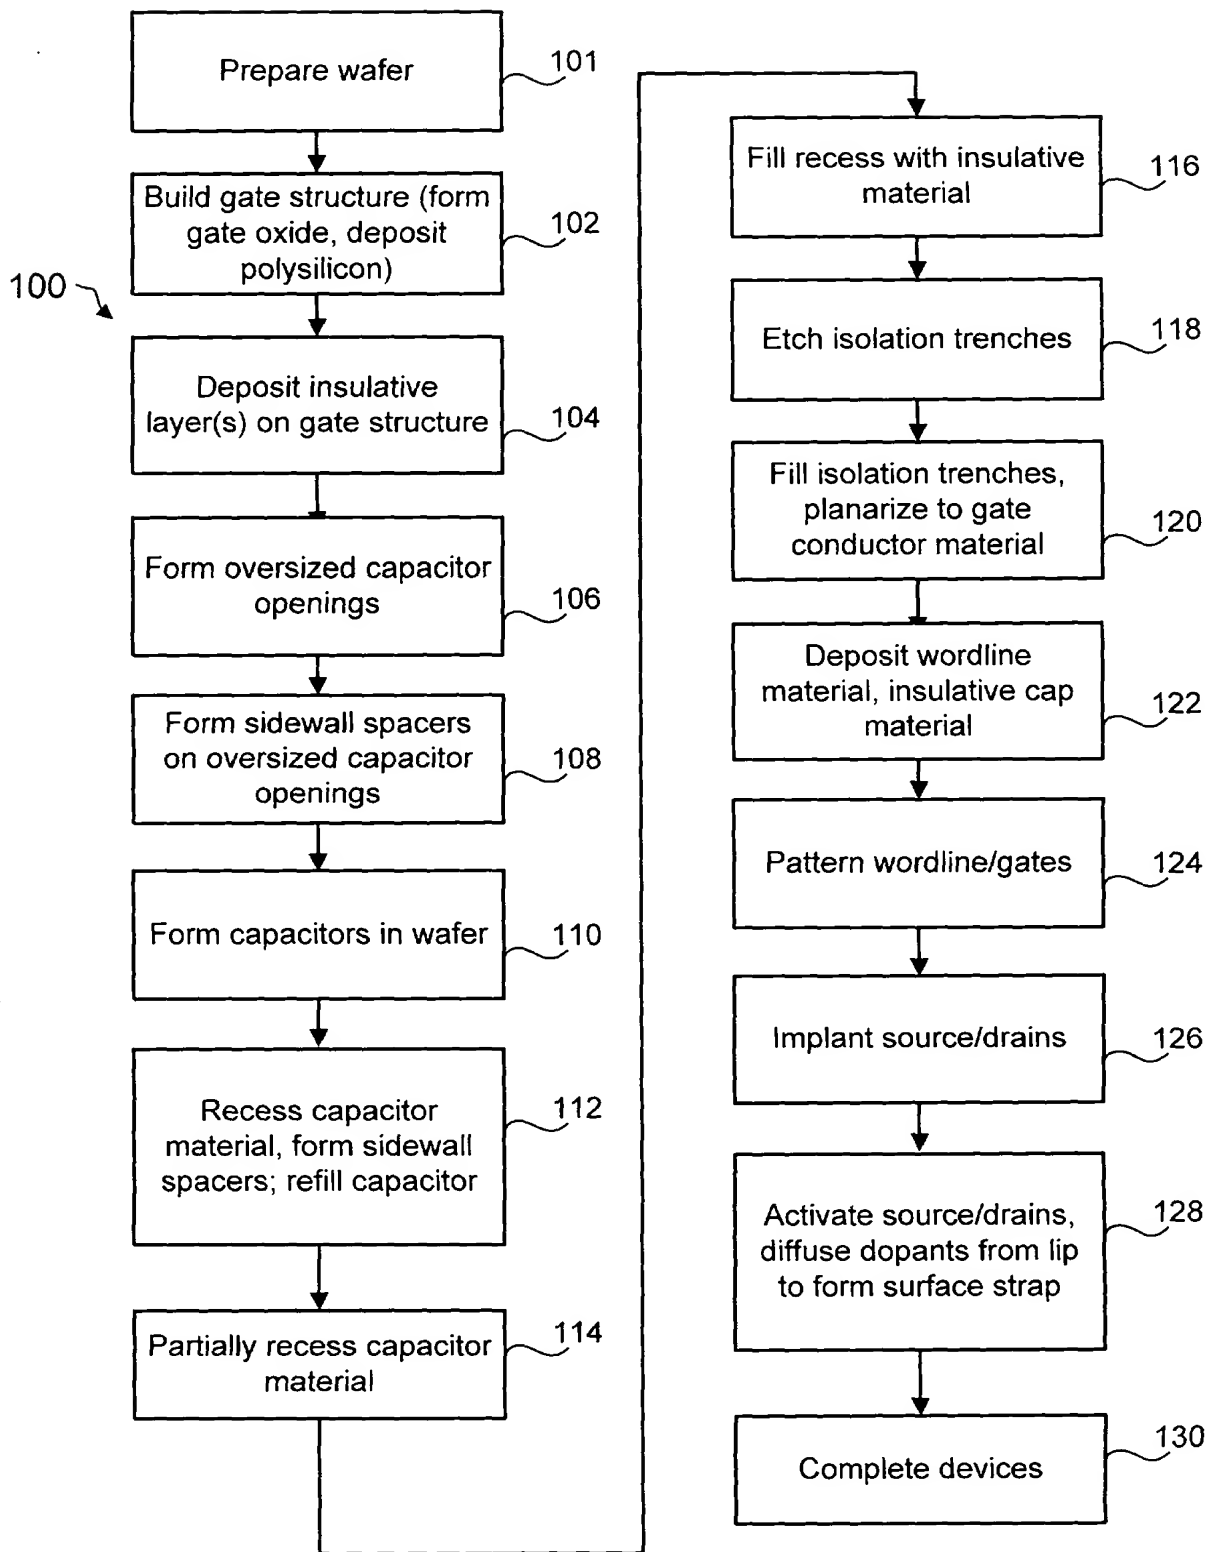 Prepare wafer
101
Build gate structure (form
gate oxide, deposit
polysilicon)
102
100
Deposit insulative
layer(s) on gate structure
104
Form oversized capacitor
openings
106
Form sidewall spacers
on oversized capacitor
openings
108
Form capacitors in wafer
110
Recess capacitor
material, form sidewall
spacers; refill capacitor
112
Partially recess capacitor
material
114
Fill recess with insulative
material
116
Etch isolation trenches
118
Fill isolation trenches,
planarize to gate
conductor material
120
Deposit wordline
material, insulative cap
material
122
Pattern wordline/gates
124
Implant source/drains
126
Activate source/drains,
diffuse dopants from lip
to form surface strap
128
Complete devices
130